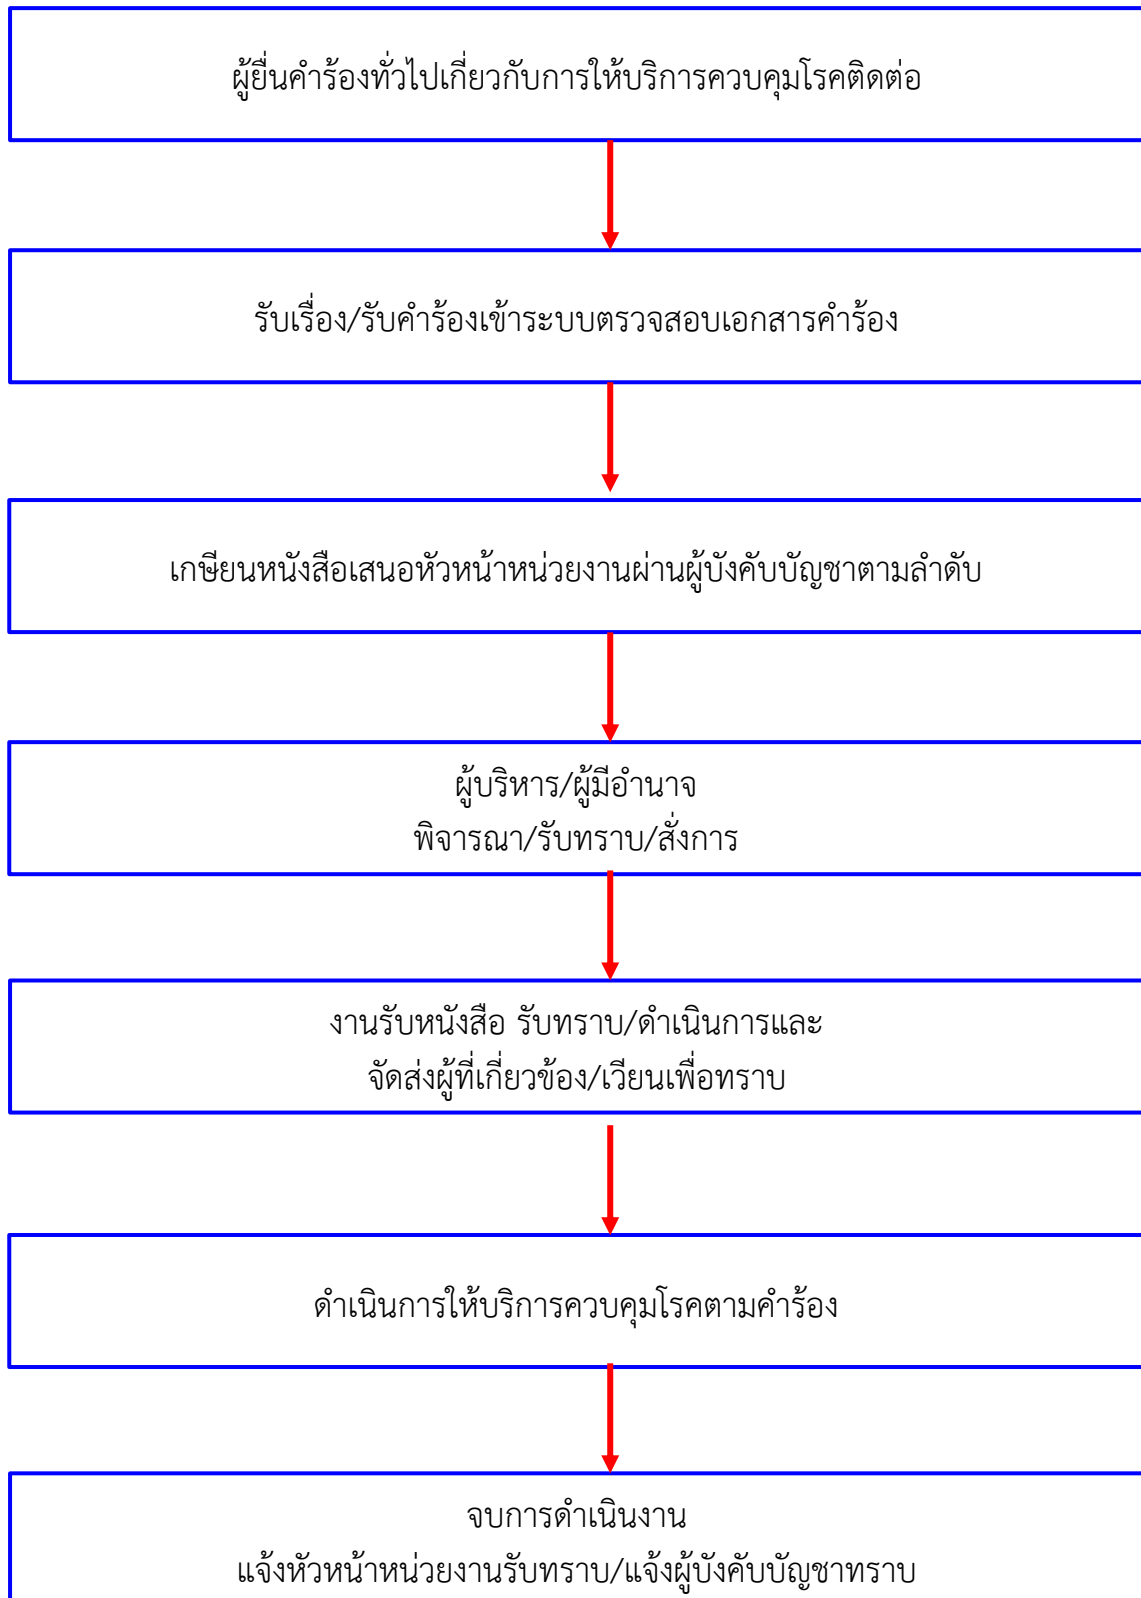 ผู้ยื่นคำร้องทั่วไปเกี่ยวกับการให้บริการควบคุมโรคติดต่อ
รับเรื่อง/รับคำร้องเข้าระบบตรวจสอบเอกสารคำร้อง
เกษียนหนังสือเสนอหัวหน้าหน่วยงานผ่านผู้บังคับบัญชาตามลำดับ
ผู้บริหาร/ผู้มีอำนาจ
พิจารณา/รับทราบ/สั่งการ
งานรับหนังสือ รับทราบ/ดำเนินการและ
จัดส่งผู้ที่เกี่ยวข้อง/เวียนเพื่อทราบ
ดำเนินการให้บริการควบคุมโรคตามคำร้อง
จบการดำเนินงาน
แจ้งหัวหน้าหน่วยงานรับทราบ/แจ้งผู้บังคับบัญชาทราบ